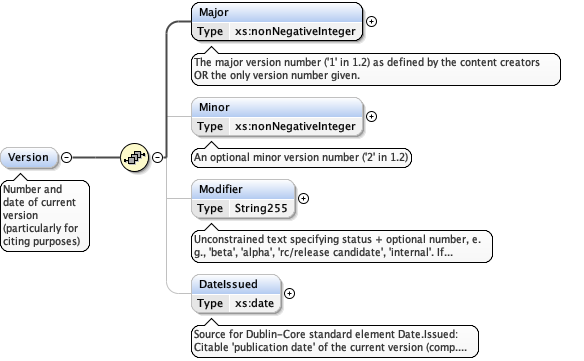 Major
Type xs:nonNegativeInteger
The major version number ('1' in 1.2) as defined by the content creators
OR the only version number given.
Minor
Type xs:nonNegativeInteger
An optional minor version number ('2' in 1.2)
Version
Number and
date of current
version
(particularly for
citing purposes)
Modifier
Type String255
Unconstrained text specifying status + optional number, e.
g., 'beta', 'alpha', 'rc/release candidate', 'internal'. If...
DateIssued
Type xs:date
Source for Dublin-Core standard element Date.Issued:
Citable 'publication date' of the current version (comp....